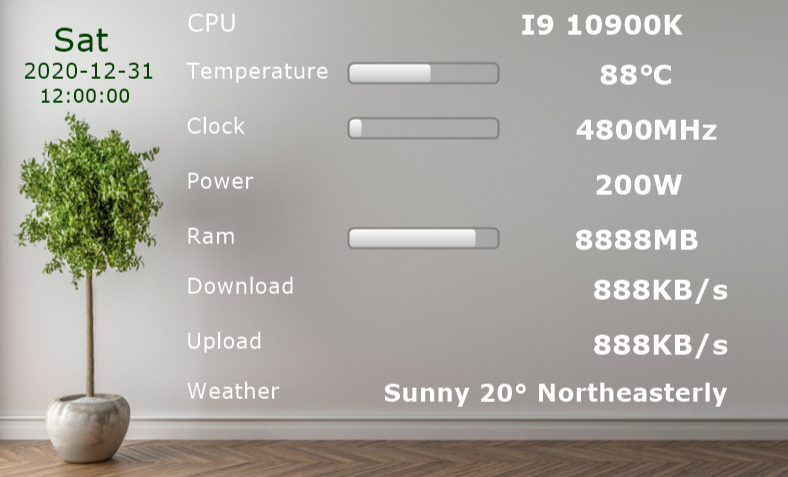 Sat
2020-12-31
12:00:00
CPU I9 10900K
Temperature 88°C
Clock 4800MHz
Power 200W
Ram 8888MB
Download 888KB/s
Upload 888KB/s
Weather Sunny 20° Northeasterly